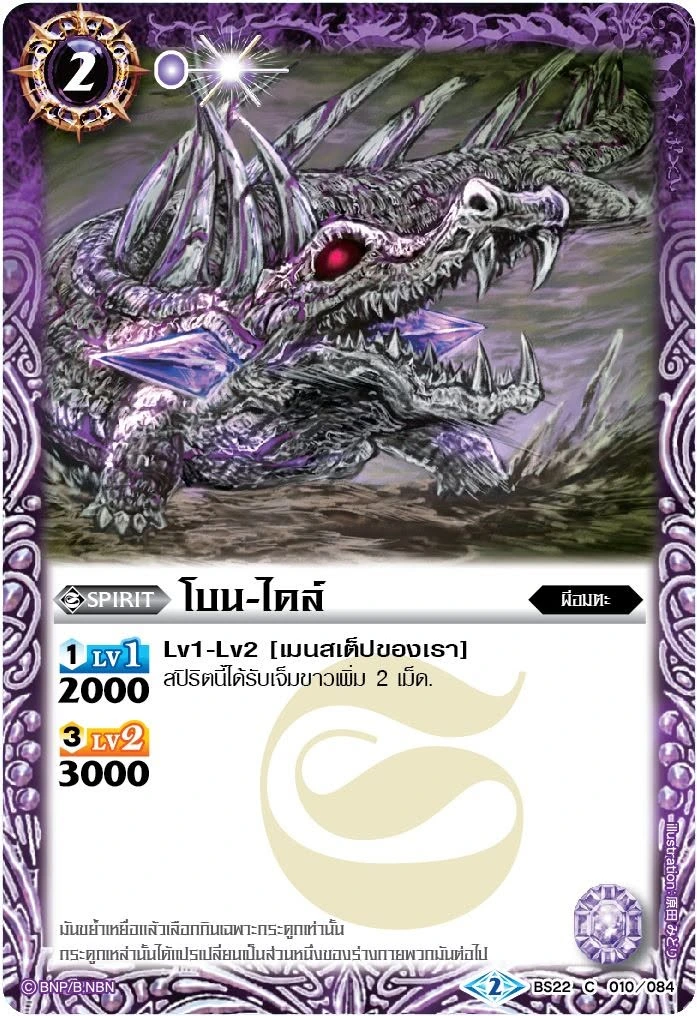 2
SPIRIT โบน-ไดล์ ผีอมตะ
1 LV1 Lv1-Lv2 [เมนสเต็ปของเรา]
2000 สปิริตนี้ได้รับเจ็มขาวเพิ่ม 2 เม็ด.
3 LV2
3000
มันขย้ำเหยื่อแล้วเลือกกินเฉพาะกระดูกเท่านั้น
กระดูกเหล่านั้นได้แปรเปลี่ยนเป็นส่วนหนึ่งของร่างกายพวกมันต่อไป
illustration : 原田 みどり
©BNP/B.NBN 2 BS22 C 010/084